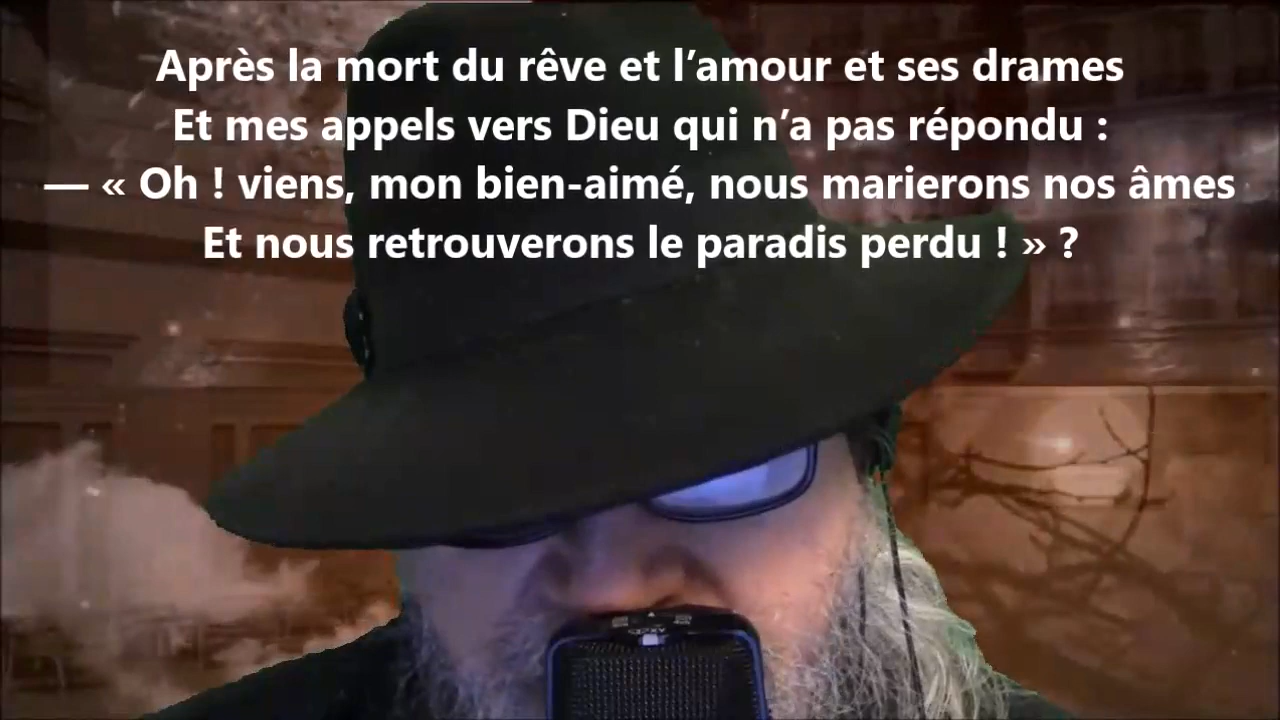 Après la mort du rêve et l’amour et ses drames
Et mes appels vers Dieu qui n’a pas répondu :
— « Oh ! viens, mon bien-aimé, nous marierons nos âmes
Et nous retrouverons le paradis perdu ! » ?